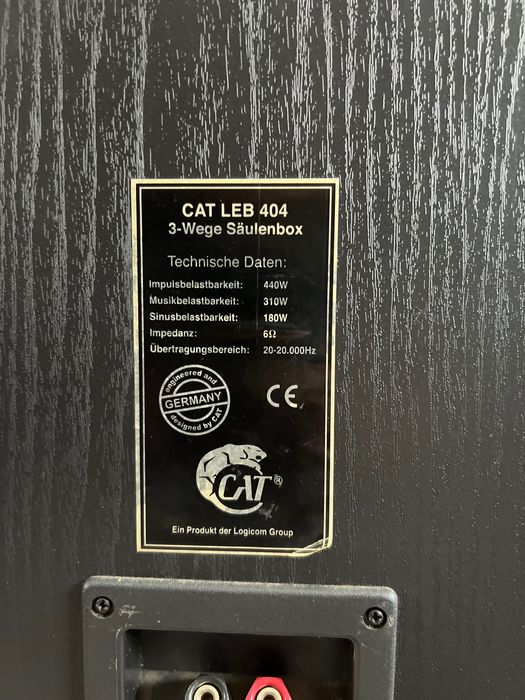 CAT LEB 404
3-Wege Säulenbox
Technische Daten:
Impulsbelastbarkeit: 440W
Musikbelastbarkeit: 310W
Sinusbelastbarkeit: 180W
Impedanz: 6Ω
Übertragungsbereich: 20-20.000Hz
engineered and
GERMANY
designed by CAT
CE
CAT®
Ein Produkt der Logicom Group